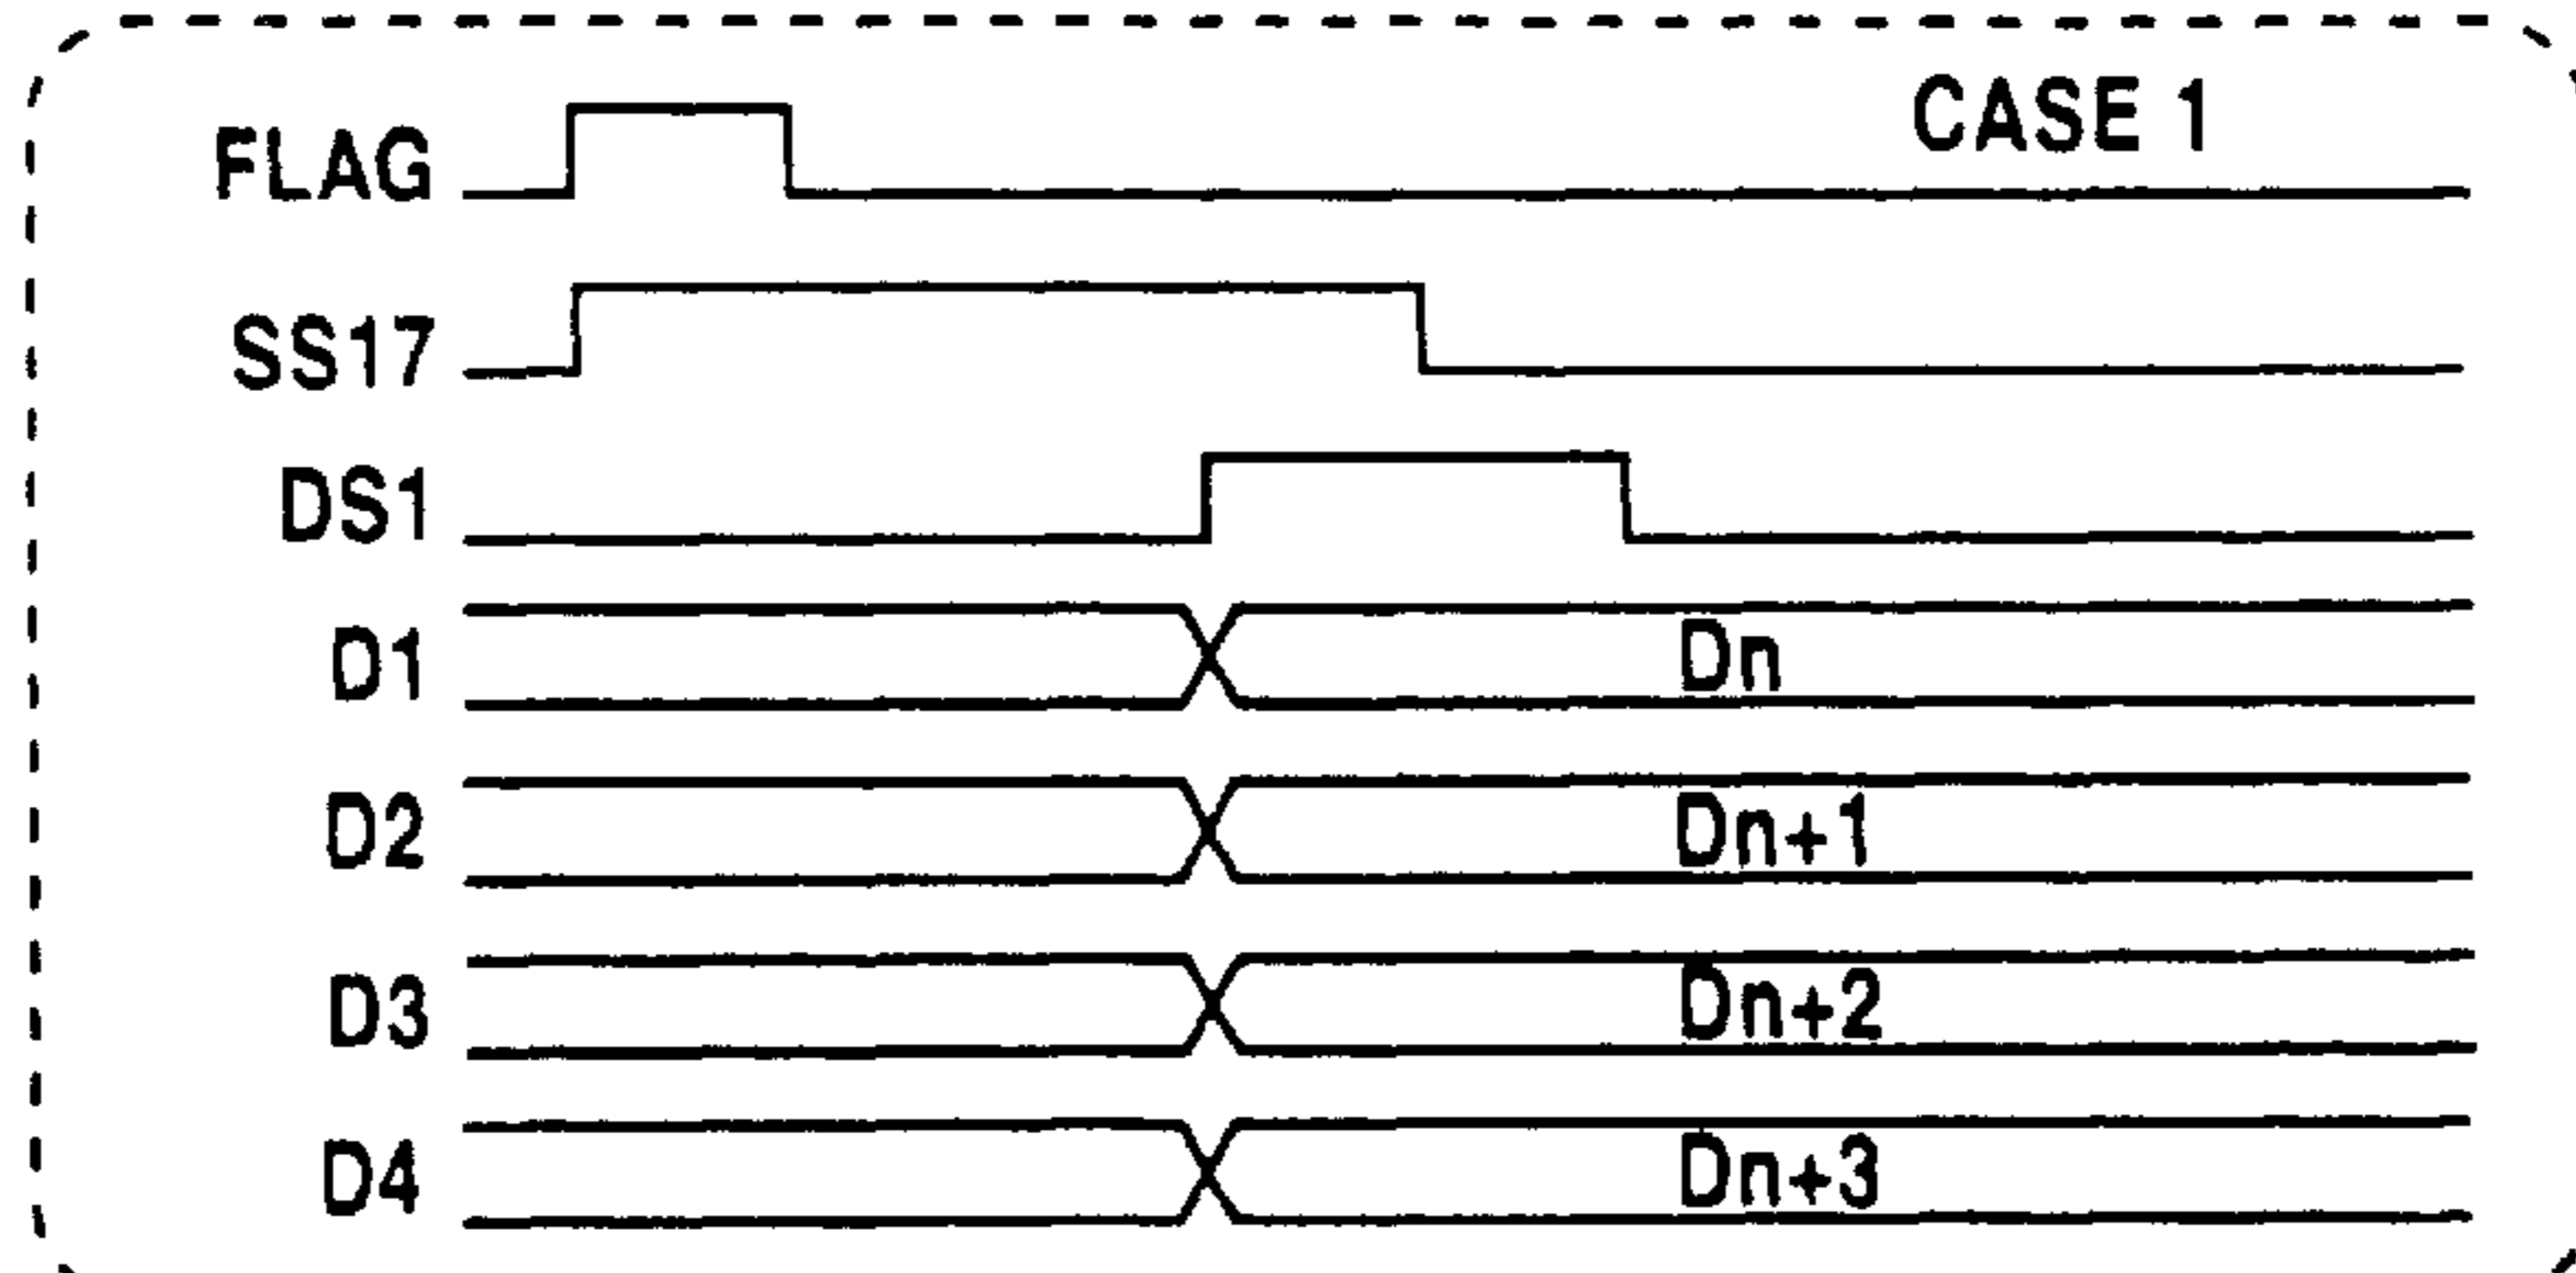 CASE 1
FLAG
SS17
DS1
D1 Dn
D2 Dn+1
D3 Dn+2
D4 Dn+3